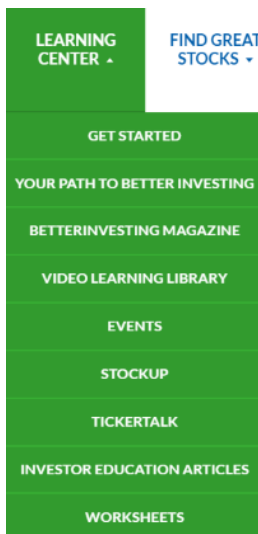 LEARNING
CENTER
FIND GREAT
STOCKS
GET STARTED
YOUR PATH TO BETTER INVESTING
BETTERINVESTING MAGAZINE
VIDEO LEARNING LIBRARY
EVENTS
STOCKUP
TICKERTALK
INVESTOR EDUCATION ARTICLES
WORKSHEETS